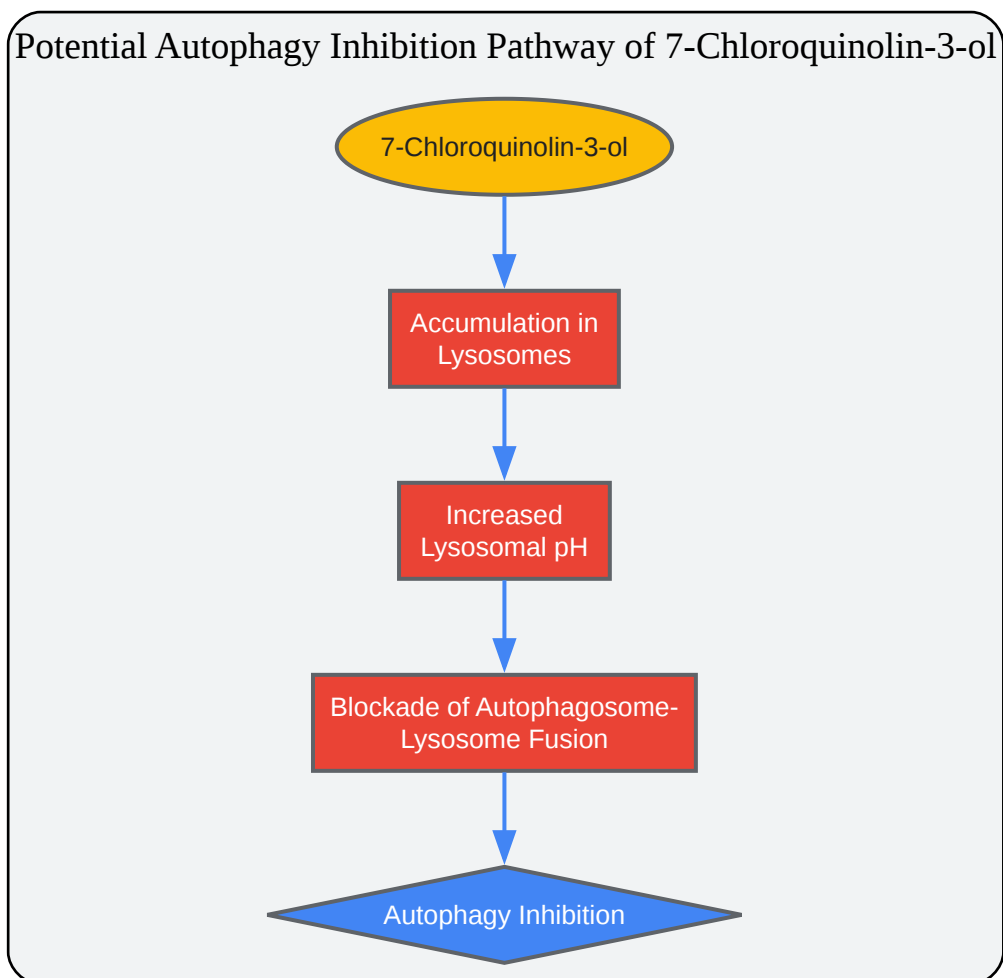 Potential Autophagy Inhibition Pathway of 7-Chloroquinolin-3-ol
7-Chloroquinolin-3-ol
Accumulation in
Lysosomes
Increased
Lysosomal pH
Blockade of Autophagosome-
Lysosome Fusion
Autophagy Inhibition